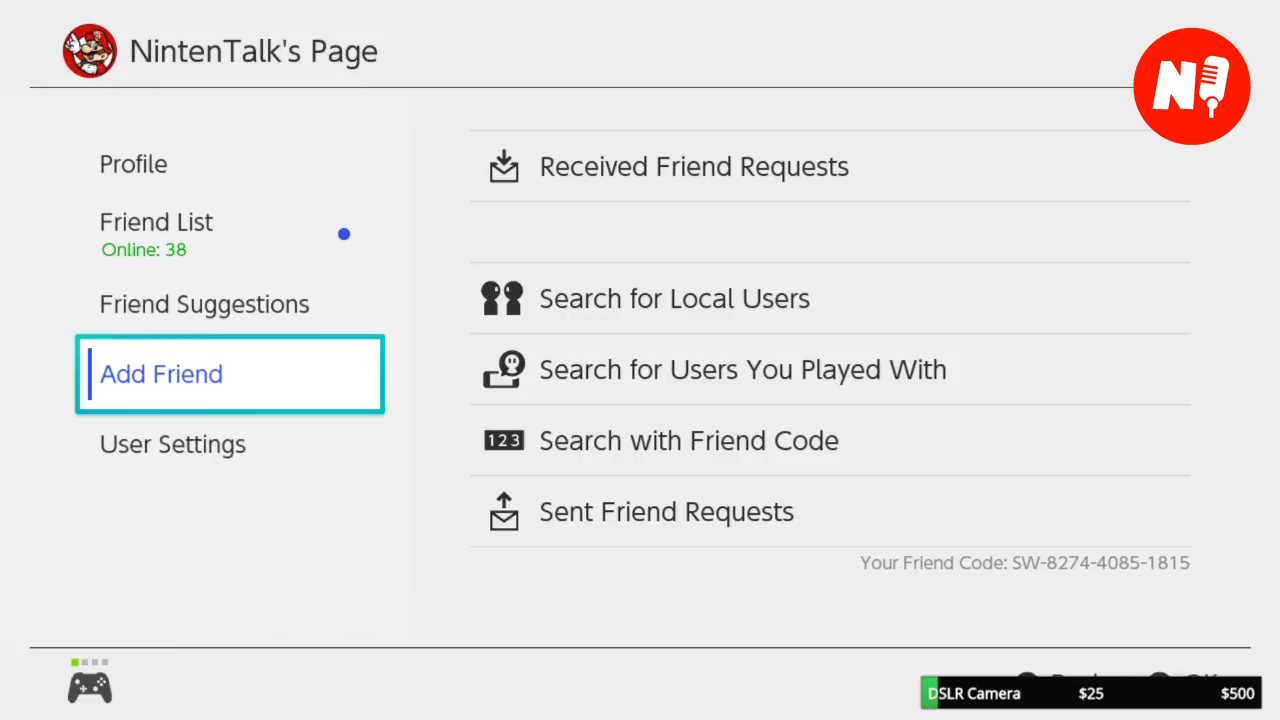 NintenTalk's Page
N
Profile
Friend List
Online: 38
Friend Suggestions
Add Friend
User Settings
Received Friend Requests
Search for Local Users
Search for Users You Played With
123 Search with Friend Code
Sent Friend Requests
Your Friend Code: SW-8274-4085-1815
DSLR Camera $25 $500